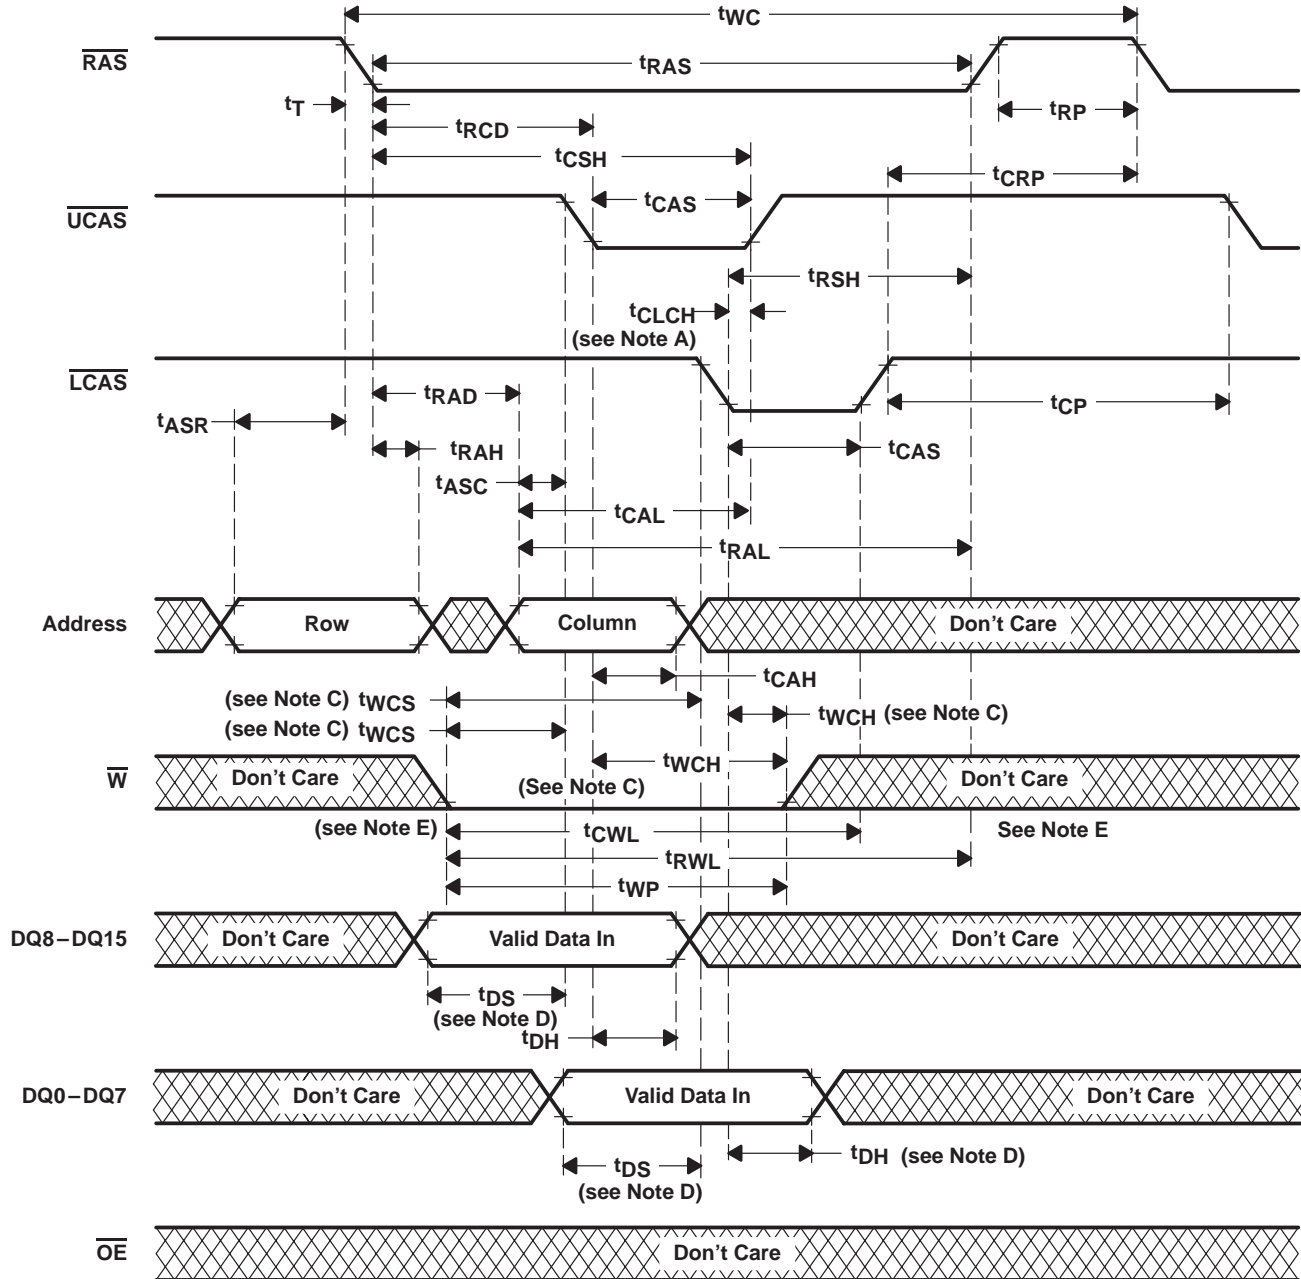 tWC
RAS
tRAS
tT
tRP
tRCD
tCSH
tCRP
UCAS
tCAS
tRSH
tCLCH
(see Note A)
LCAS
tRAD
tCP
tASR
tRAH
tCAS
tASC
tCAL
tRAL
Address
Row
Column
Don't Care
tCAH
(see Note C) tWCS
tWCH (see Note C)
(see Note C) tWCS
tWCH
W
Don't Care
(See Note C)
Don't Care
(see Note E)
tCWL
See Note E
tRWL
tWP
DQ8–DQ15
Don't Care
Valid Data In
Don't Care
tDS
(see Note D)
tDH
DQ0–DQ7
Don't Care
Valid Data In
Don't Care
tDH (see Note D)
tDS
(see Note D)
OE
Don't Care